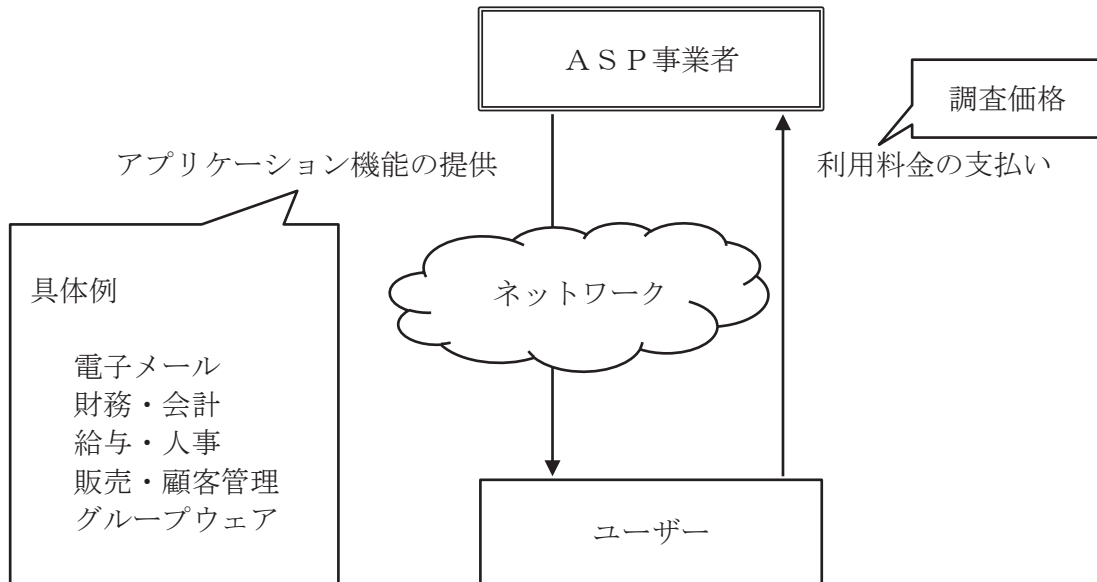 ＡＳＰ事業者
調査価格
アプリケーション機能の提供
利用料金の支払い
具体例
ネットワーク
電子メール
財務・会計
給与・人事
販売・顧客管理
グループウェア
ユーザー